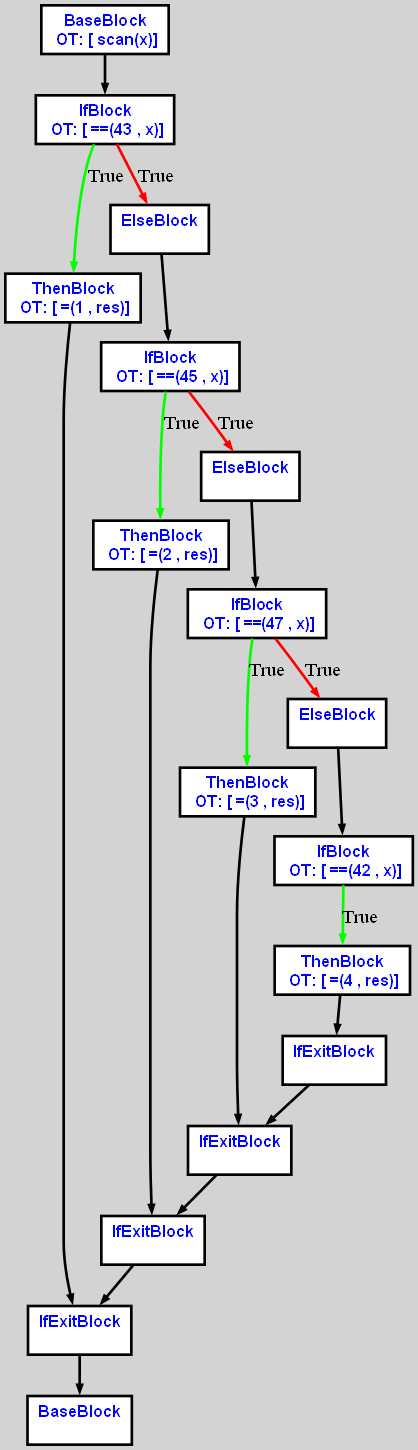 BaseBlock
OT: [ scan(x)]
IfBlock
OT: [ ==(43 , x)]
True
True
ElseBlock
ThenBlock
OT: [ =(1 , res)]
IfBlock
OT: [ ==(45 , x)]
True
True
ElseBlock
ThenBlock
OT: [ =(2 , res)]
IfBlock
OT: [ ==(47 , x)]
True
True
ElseBlock
ThenBlock
OT: [ =(3 , res)]
IfBlock
OT: [ ==(42 , x)]
True
ThenBlock
OT: [ =(4 , res)]
IfExitBlock
IfExitBlock
IfExitBlock
IfExitBlock
BaseBlock